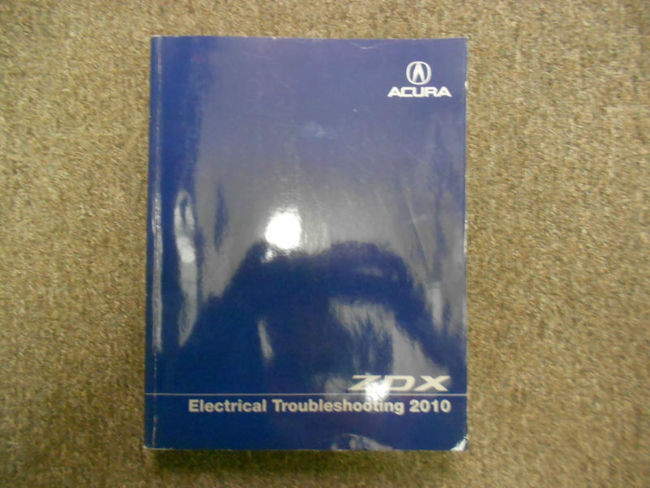 ACURA
ZDX
Electrical Troubleshooting 2010